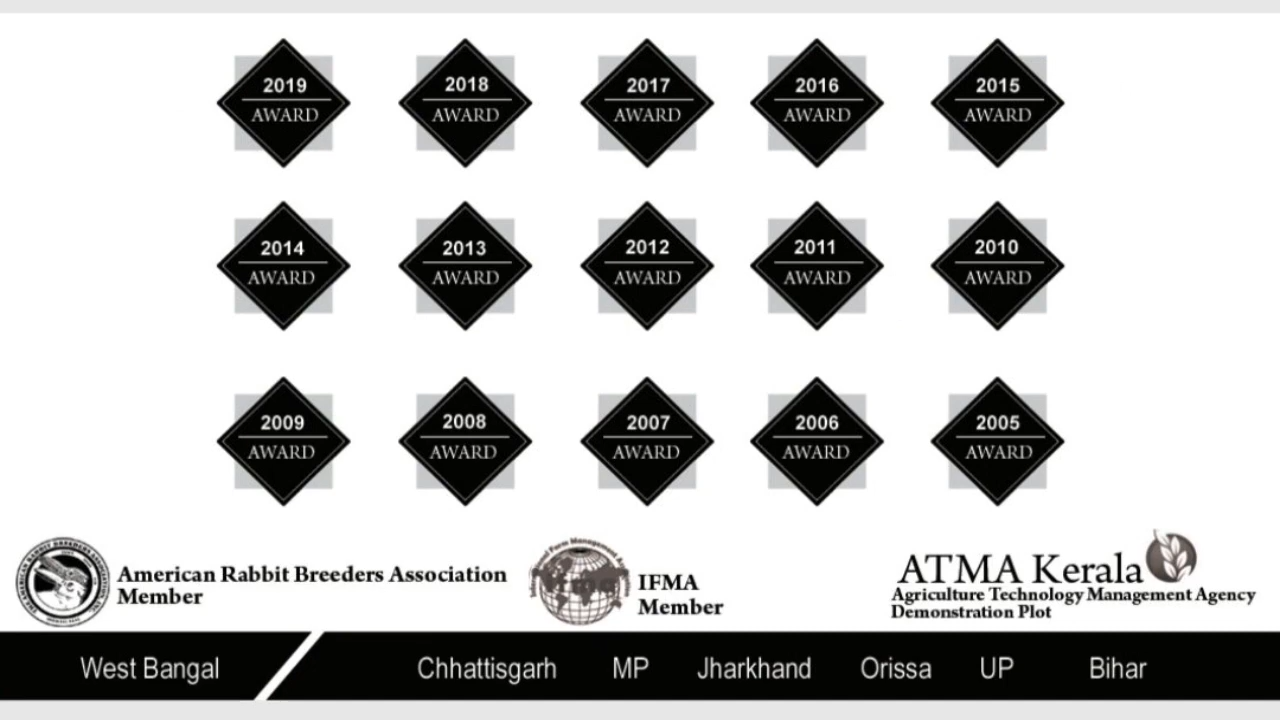 2019 2018 2017 2016 2015
AWARD AWARD AWARD AWARD AWARD
2014 2013 2012 2011 2010
AWARD AWARD AWARD AWARD AWARD
2009 2008 2007 2006 2005
AWARD AWARD AWARD AWARD AWARD
American Rabbit Breeders Association
Member
IFMA
Member
ATMA Kerala
Agriculture Technology Management Agency
Demonstration Plot
West Bangal Chhattisgarh MP Jharkhand Orissa UP Bihar